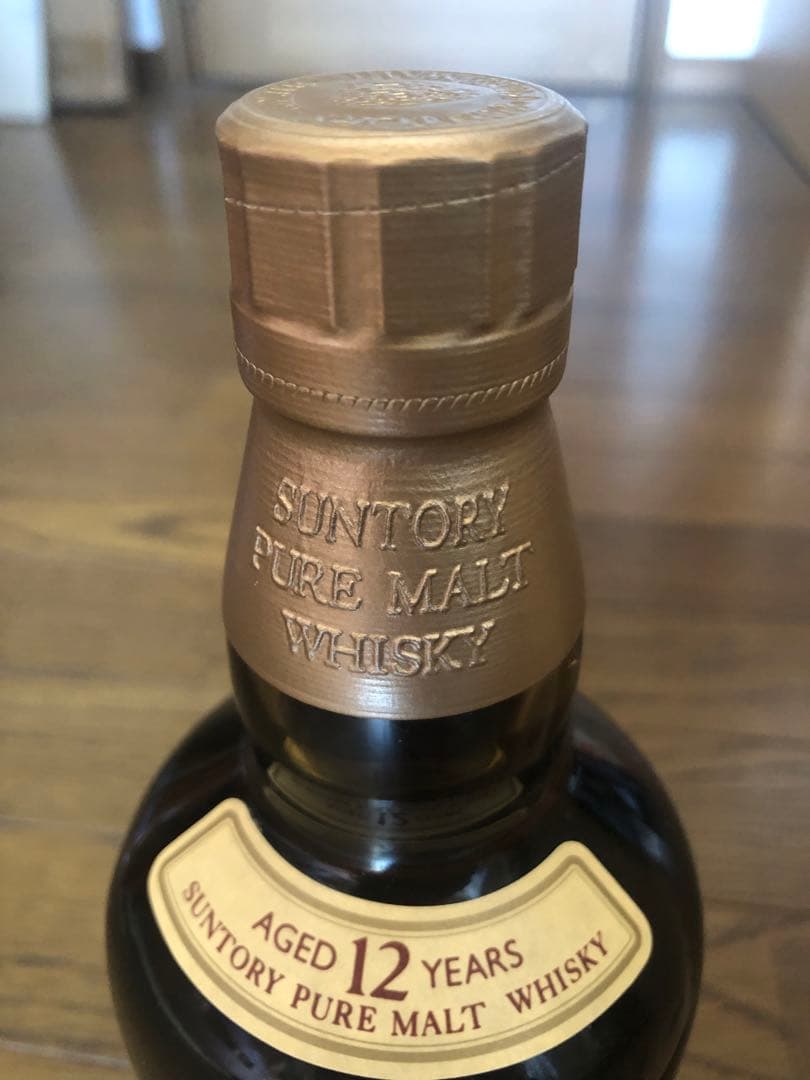 SUNTORY
PURE MALT
WHISKY
AGED 12 YEARS
SUNTORY PURE MALT WHISKY